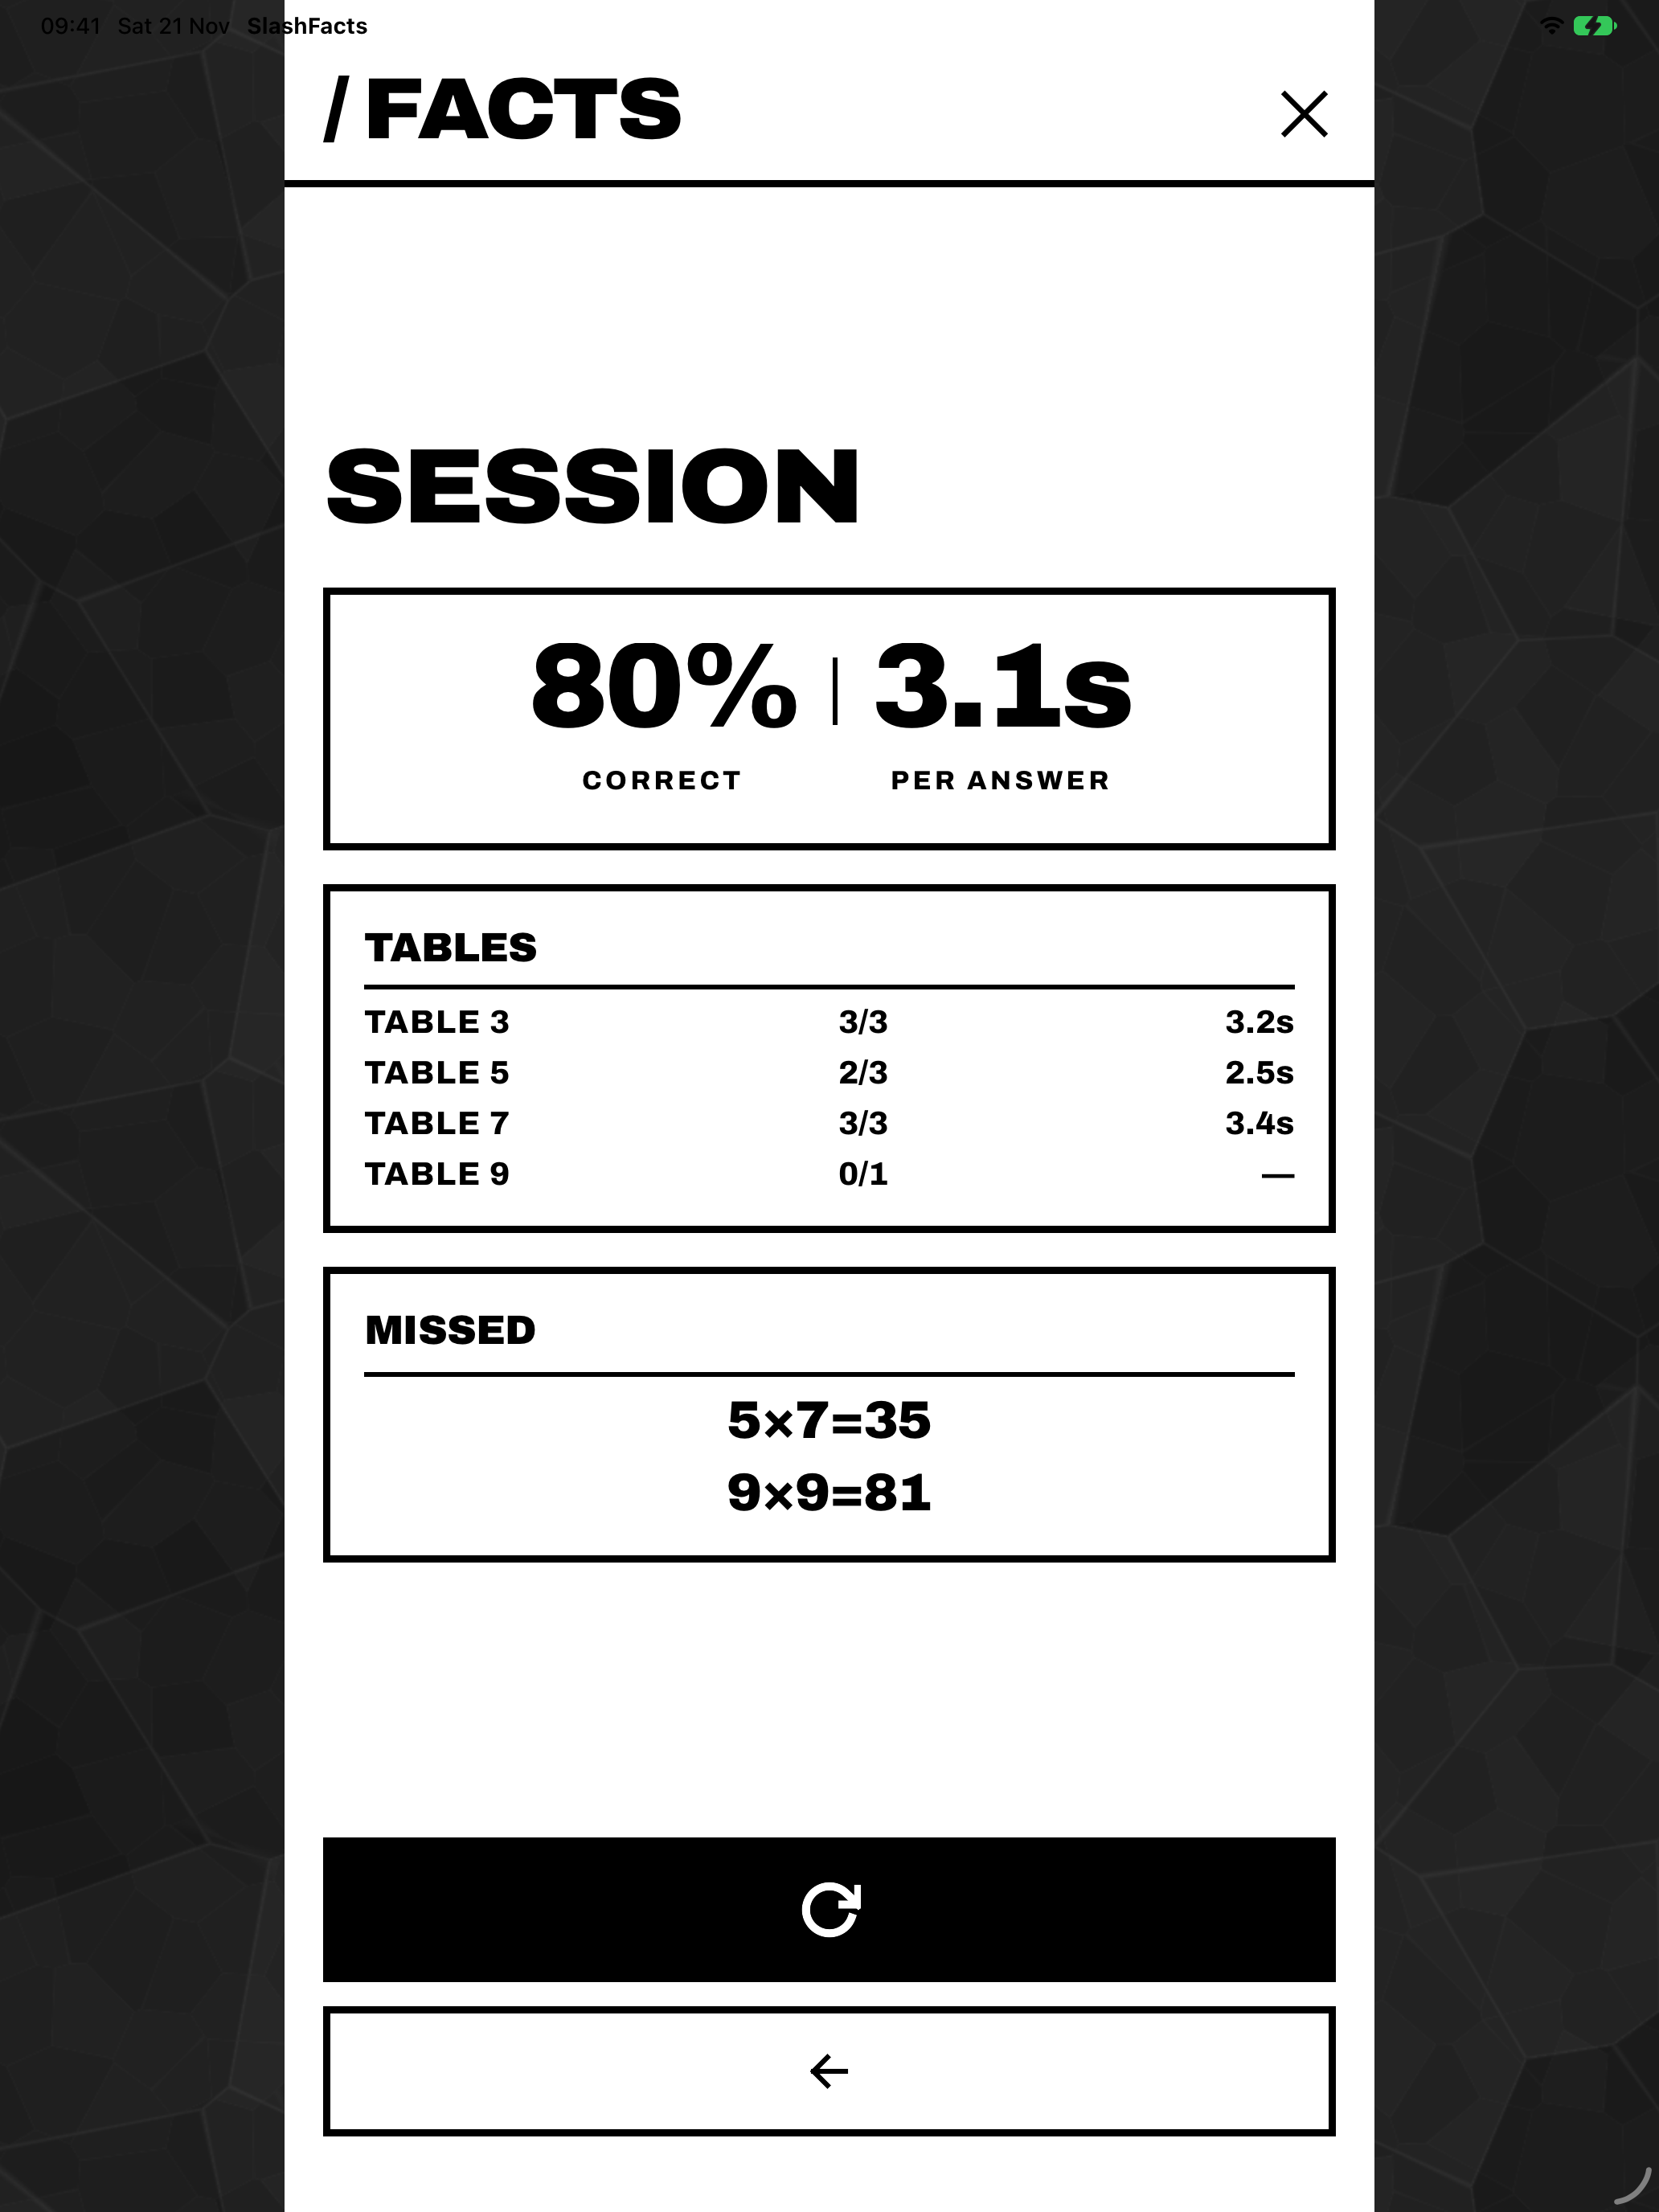 09:41 Sat 21 Nov SlashFacts
/ FACTS
SESSION
80% 3.1s
CORRECT PER ANSWER
TABLES
TABLE 3 3/3 3.2s
TABLE 5 2/3 2.5s
TABLE 7 3/3 3.4s
TABLE 9 0/1 —
MISSED
5×7=35
9×9=81